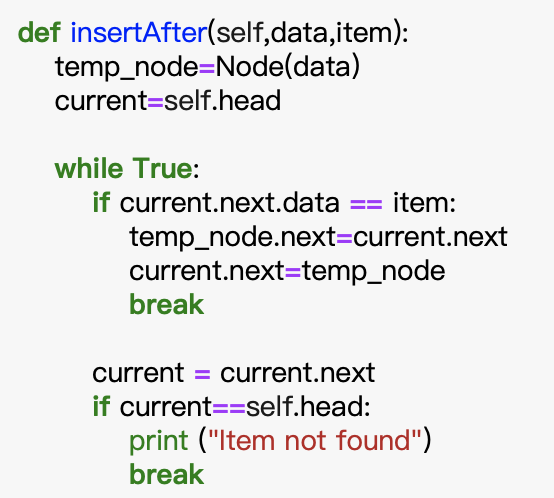 def insertAfter(self,data,item):
    temp_node=Node(data)
    current=self.head

    while True:
        if current.next.data == item:
            temp_node.next=current.next
            current.next=temp_node
            break

        current = current.next
        if current==self.head:
            print ("Item not found")
            break